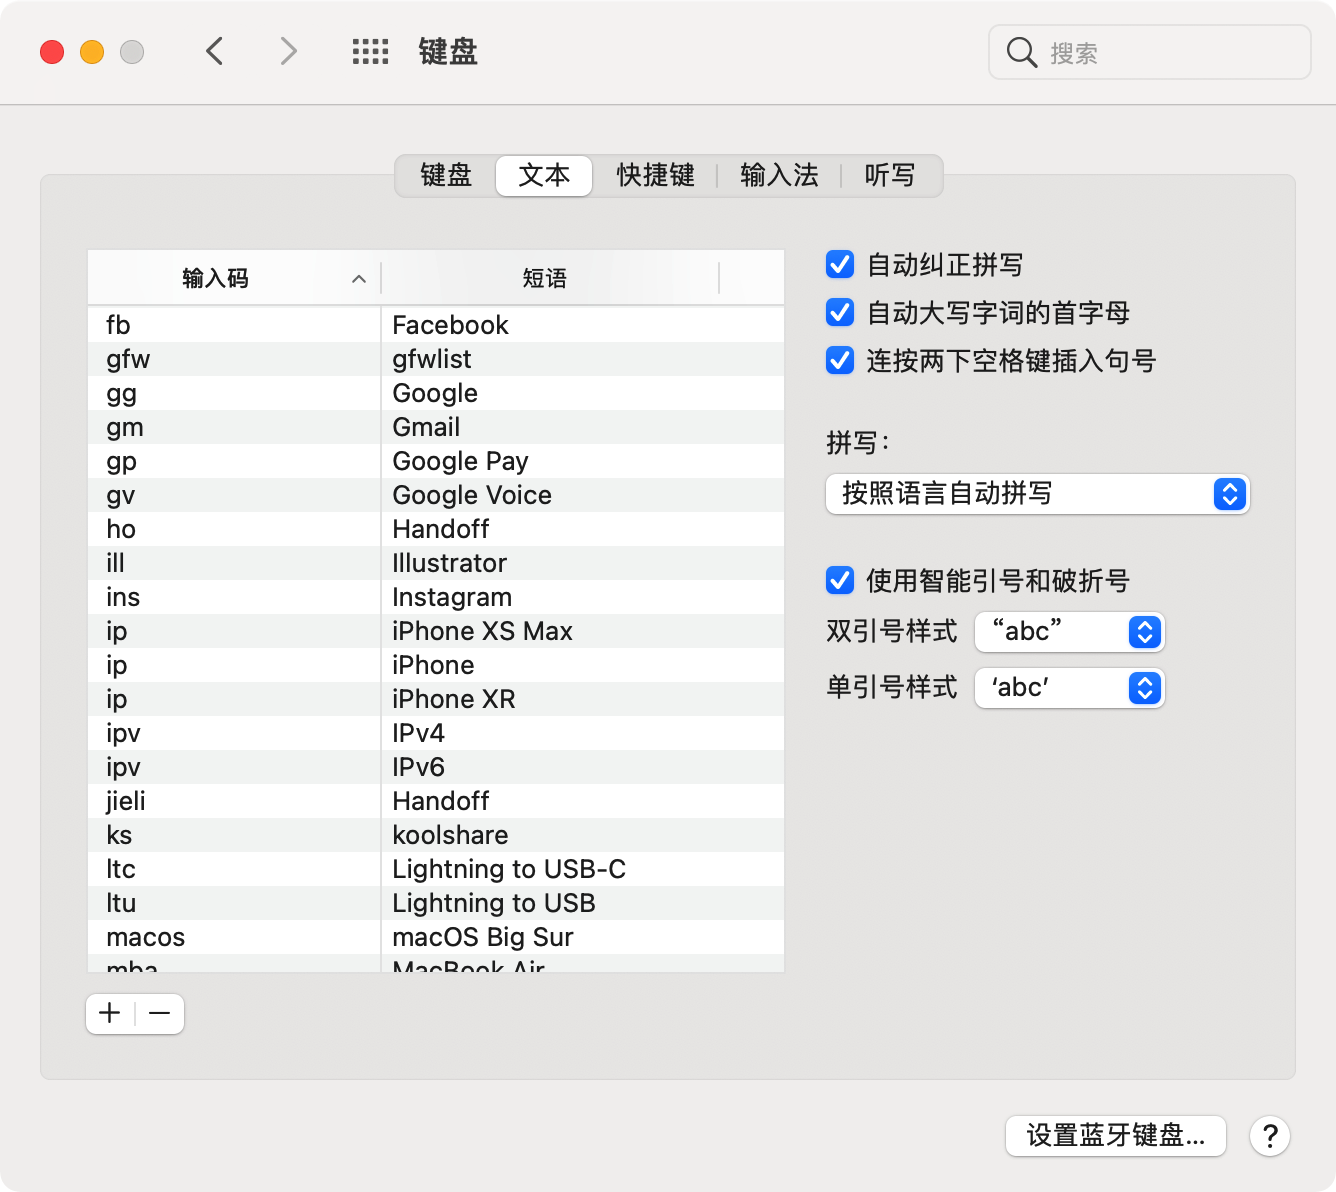 键盘
搜索
键盘 文本 快捷键 输入法 听写
输入码 短语
fb Facebook
gfw gfwlist
gg Google
gm Gmail
gp Google Pay
gv Google Voice
ho Handoff
ill Illustrator
ins Instagram
ip iPhone XS Max
ip iPhone
ip iPhone XR
ipv IPv4
ipv IPv6
jieli Handoff
ks koolshare
ltc Lightning to USB-C
ltu Lightning to USB
macos macOS Big Sur
mba MacBook Air
自动纠正拼写
自动大写字词的首字母
连按两下空格键插入句号
拼写：
按照语言自动拼写
使用智能引号和破折号
双引号样式 “abc”
单引号样式 ‘abc’
设置蓝牙键盘... ?